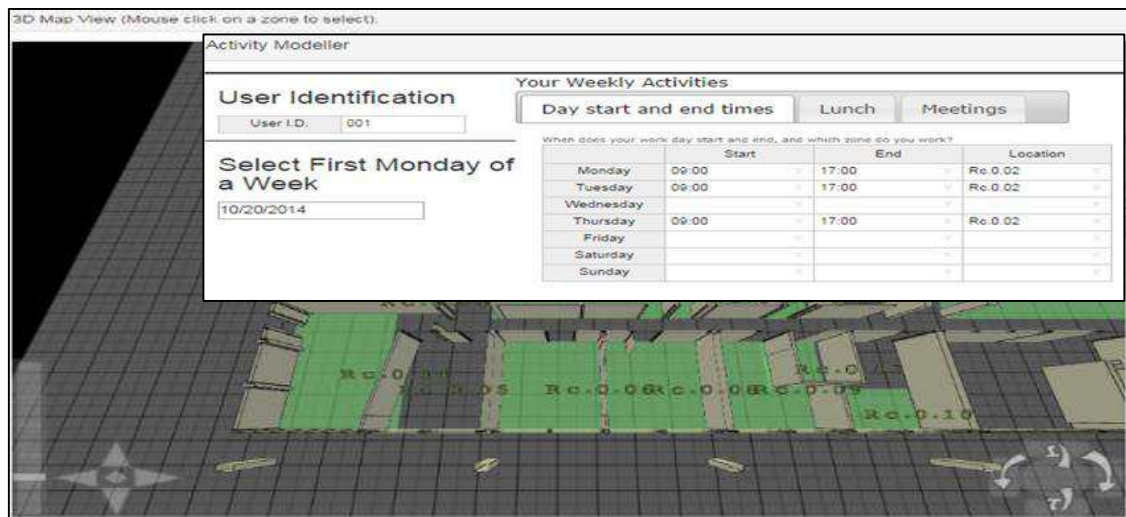 3D Map View (Mouse click on a zone to select).
Activity Modeller
User Identification
User I.D. 001
Select First Monday of
a Week
10/20/2014
Your Weekly Activities
Day start and end times Lunch Meetings
When does your work day start and end, and which zone do you work?
Start End Location
Monday 09:00 17:00 Rc.0.02
Tuesday 09:00 17:00 Rc.0.02
Wednesday
Thursday 09:00 17:00 Rc.0.02
Friday
Saturday
Sunday
Rc.0.06 Rc.0.08 Rc.0.09
Rc.0.10